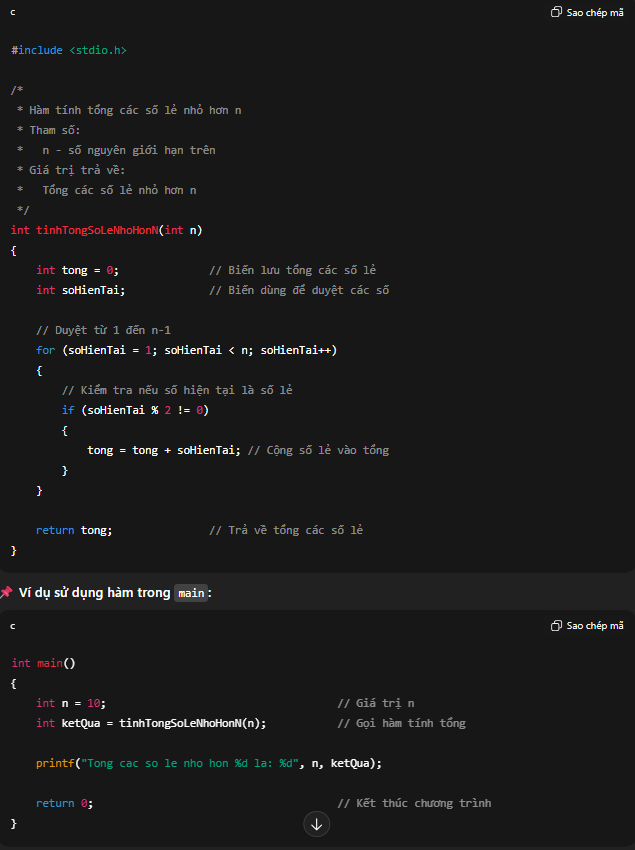 c
Sao chép mã
#include <stdio.h>
/*
* Hàm tính tổng các số lẻ nhỏ hơn n
* Tham số:
*   n - số nguyên giới hạn trên
* Giá trị trả về:
*   Tổng các số lẻ nhỏ hơn n
*/
int tinhTongSoLeNhoHonN(int n)
{
    int tong = 0;              // Biến lưu tổng các số lẻ
    int soHienTai;             // Biến dùng để duyệt các số
    // Duyệt từ 1 đến n-1
    for (soHienTai = 1; soHienTai < n; soHienTai++)
    {
        // Kiểm tra nếu số hiện tại là số lẻ
        if (soHienTai % 2 != 0)
        {
            tong = tong + soHienTai; // Cộng số lẻ vào tổng
        }
    }
    return tong;               // Trả về tổng các số lẻ
}
📌 Ví dụ sử dụng hàm trong main:
c
Sao chép mã
int main()
{
    int n = 10;                                    // Giá trị n
    int ketQua = tinhTongSoLeNhoHonN(n);           // Gọi hàm tính tổng
    printf("Tong cac so le nho hon %d la: %d", n, ketQua);
    return 0;                                      // Kết thúc chương trình
}